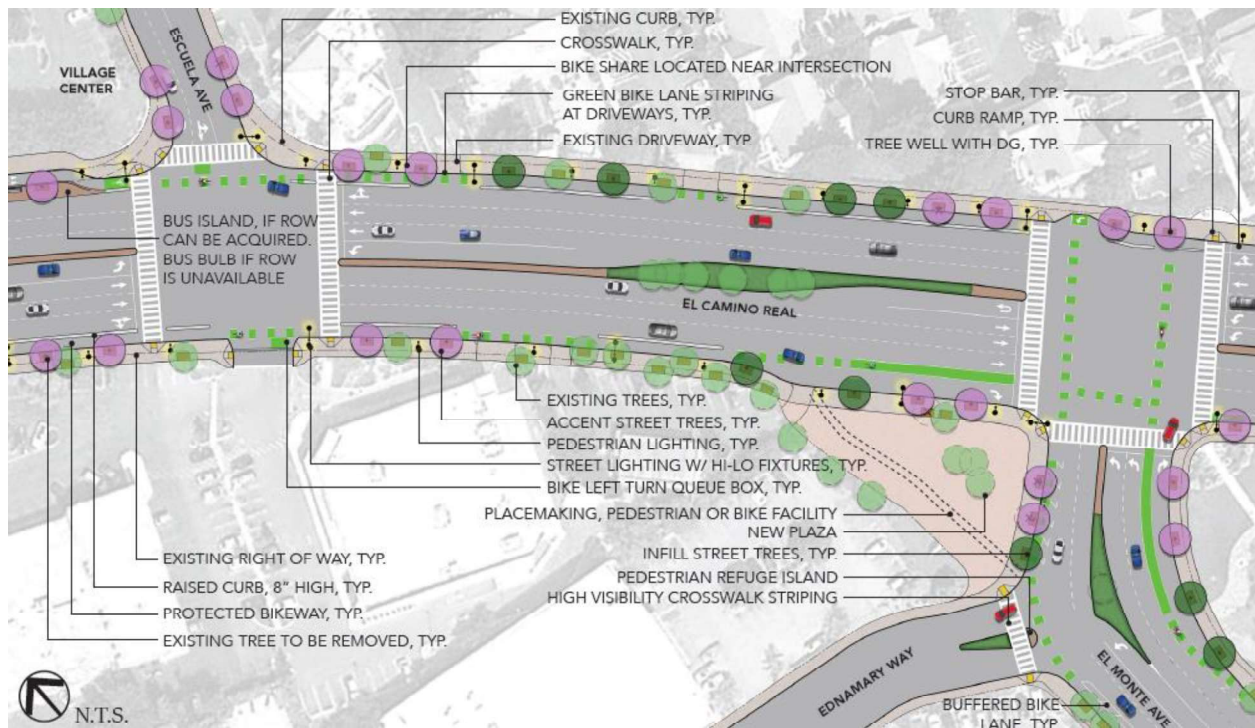 EXISTING CURB, TYP.
CROSSWALK, TYP.
BIKE SHARE LOCATED NEAR INTERSECTION
GREEN BIKE LANE STRIPING
AT DRIVEWAYS, TYP.
EXISTING DRIVEWAY, TYP
VILLAGE
CENTER
ESCUELA AVE
STOP BAR, TYP.
CURB RAMP, TYP.
TREE WELL WITH DG, TYP.
BUS ISLAND, IF ROW
CAN BE ACQUIRED.
BUS BULB IF ROW
IS UNAVAILABLE
EL CAMINO REAL
EXISTING TREES, TYP.
ACCENT STREET TREES, TYP.
PEDESTRIAN LIGHTING, TYP.
STREET LIGHTING W/ HI-LO FIXTURES, TYP.
BIKE LEFT TURN QUEUE BOX, TYP.
PLACEMAKING, PEDESTRIAN OR BIKE FACILITY
NEW PLAZA
INFILL STREET TREES, TYP.
PEDESTRIAN REFUGE ISLAND
HIGH VISIBILITY CROSSWALK STRIPING
EXISTING RIGHT OF WAY, TYP.
RAISED CURB, 8" HIGH, TYP.
PROTECTED BIKEWAY, TYP.
EXISTING TREE TO BE REMOVED, TYP.
N.T.S.
EDNAMARY WAY
EL MONTE AVE
BUFFERED BIKE
LANE, TYP.